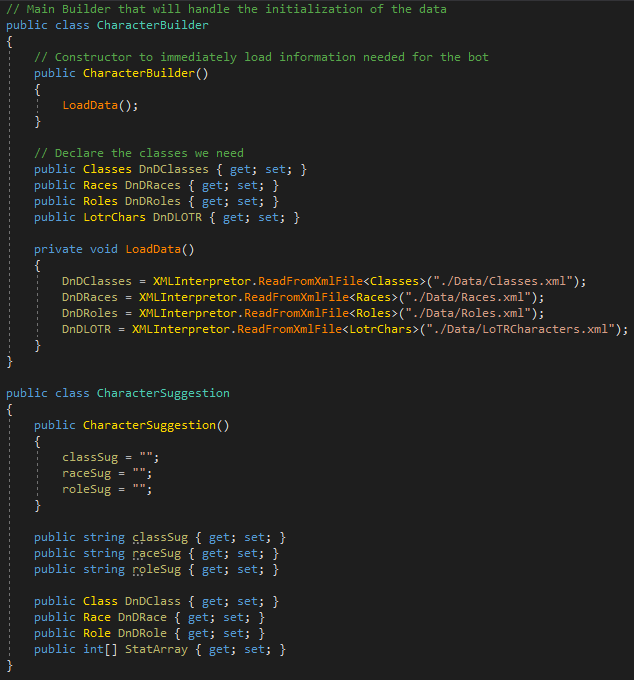 // Main Builder that will handle the initialization of the data
public class CharacterBuilder
{
    // Constructor to immediately load information needed for the bot
    public CharacterBuilder()
    {
        LoadData();
    }

    // Declare the classes we need
    public Classes DnDClasses { get; set; }
    public Races DnDRaces { get; set; }
    public Roles DnDRoles { get; set; }
    public LotrChars DnDLOTR { get; set; }

    private void LoadData()
    {
        DnDClasses = XMLInterpretor.ReadFromXmlFile<Classes>("./Data/Classes.xml");
        DnDRaces = XMLInterpretor.ReadFromXmlFile<Races>("./Data/Races.xml");
        DnDRoles = XMLInterpretor.ReadFromXmlFile<Roles>("./Data/Roles.xml");
        DnDLOTR = XMLInterpretor.ReadFromXmlFile<LotrChars>("./Data/LoTRCharacters.xml");
    }
}

public class CharacterSuggestion
{
    public CharacterSuggestion()
    {
        classSug = "";
        raceSug = "";
        roleSug = "";
    }

    public string classSug { get; set; }
    public string raceSug { get; set; }
    public string roleSug { get; set; }

    public Class DnDClass { get; set; }
    public Race DnDRace { get; set; }
    public Role DnDRole { get; set; }
    public int[] StatArray { get; set; }
}